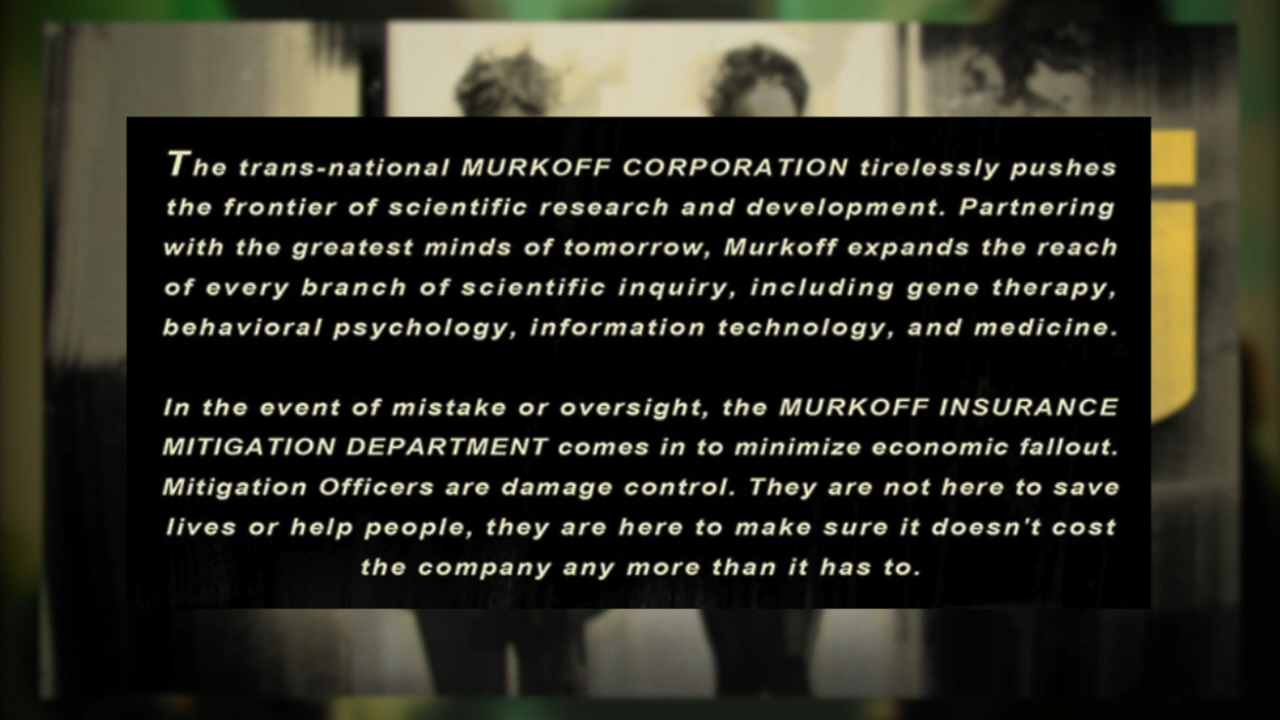 The trans-national MURKOFF CORPORATION tirelessly pushes
the frontier of scientific research and development. Partnering
with the greatest minds of tomorrow, Murkoff expands the reach
of every branch of scientific inquiry, including gene therapy,
behavioral psychology, information technology, and medicine.
In the event of mistake or oversight, the MURKOFF INSURANCE
MITIGATION DEPARTMENT comes in to minimize economic fallout.
Mitigation Officers are damage control. They are not here to save
lives or help people, they are here to make sure it doesn't cost
the company any more than it has to.